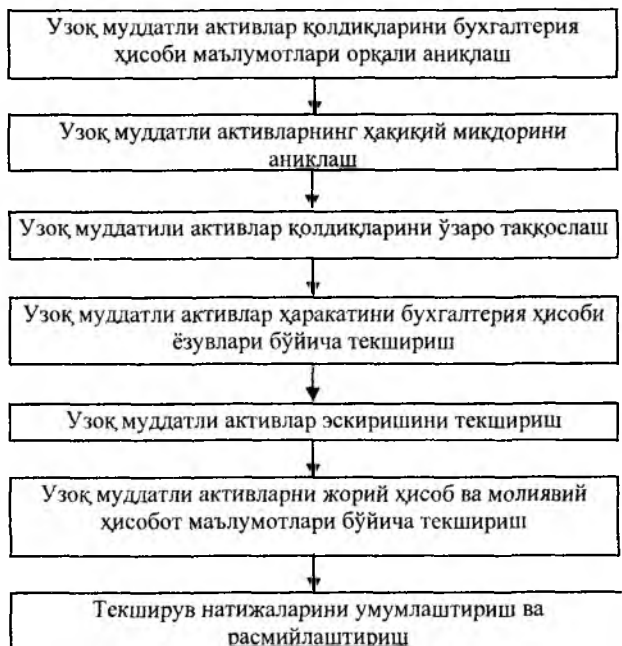 Узоқ муддатли активлар қолдиқларини бухгалтерия
ҳисоби маълумотлари орқали аниқлаш
Узоқ муддатли активларнинг ҳақиқий миқдорини
аниқлаш
Узоқ муддатили активлар қолдиқларини ўзаро таққослаш
Узоқ муддатли активлар ҳаракатини бухгалтерия ҳисоби
ёзувлари бўйича текшириш
Узоқ муддатли активлар эскиришини текшириш
Узоқ муддатли активларни жорий ҳисоб ва молиявий
ҳисобот маълумотлари бўйича текшириш
Текширув натижаларини умумлаштириш ва
расмийлаштириш